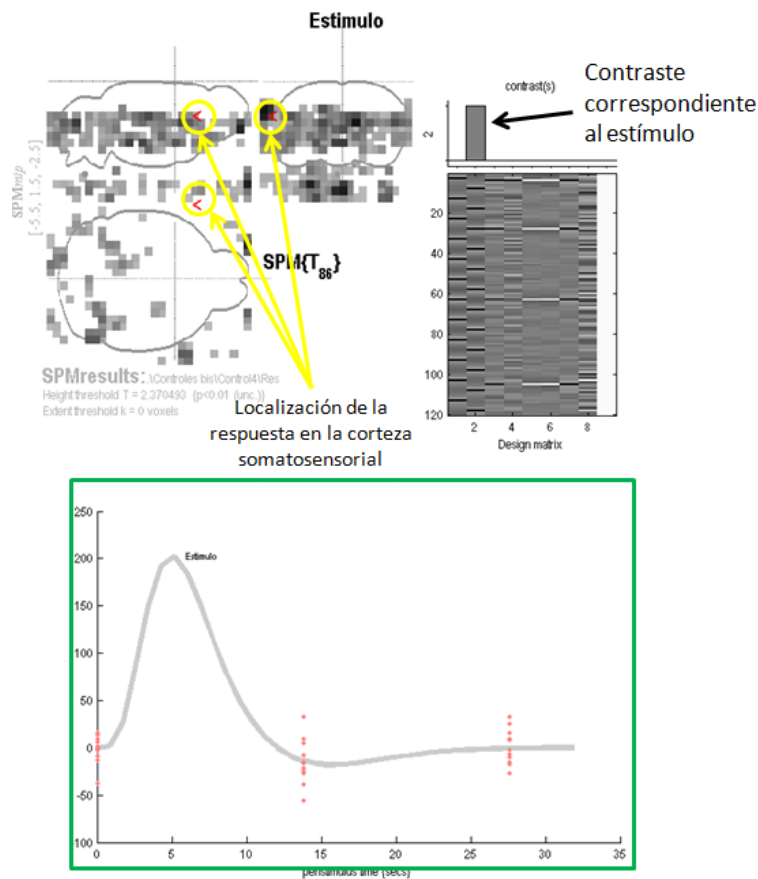 Estimulo
SPMmip
[-5.5, 1.5, -2.5]
SPM{T86}
SPMresults: .\Controles bis\Control4\Res
Height threshold T = 2.370493 {p<0.01 (unc.)}
Extent threshold k = 0 voxels
Localización de la
respuesta en la corteza
somatosensorial
contrast(s)
2
Contraste
correspondiente
al estímulo
20
40
60
80
100
120
2 4 6 8
Design matrix
250
200
150
100
50
0
-50
100
Estimulo
0 5 10 15 20 25 30 35
peristimulus time {secs}